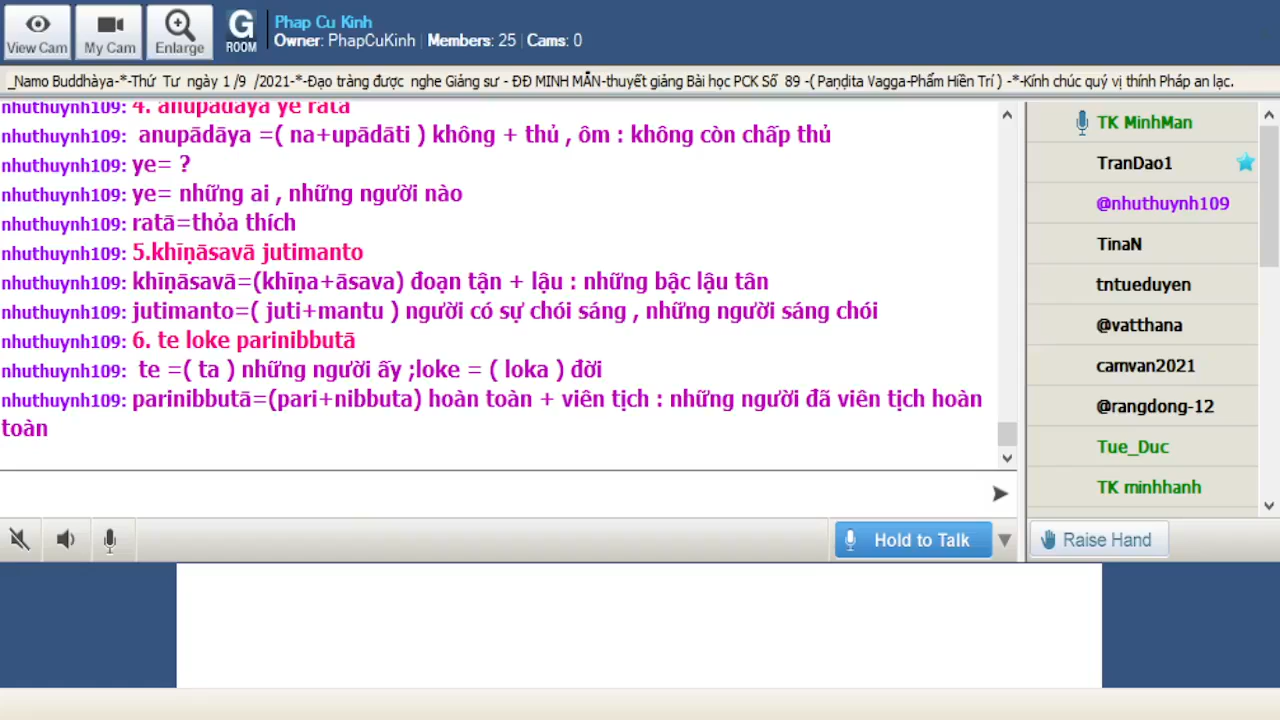 View Cam
My Cam
Enlarge
G
ROOM
Phap Cu Kinh
Owner: PhapCuKinh | Members: 25 | Cams: 0
_Namo Buddhàya-*-Thứ Tư ngày 1 /9 /2021-*-Đạo tràng được nghe Giảng sư - ĐĐ MINH MẪN-thuyết giảng Bài học PCK Số 89 -( Paṇḍita Vagga-Phẩm Hiền Trí ) -*-Kính chúc quý vị thính Pháp an lạc.
nhuthuynh109: 4. anupādāya ye ratā
nhuthuynh109: anupādāya =( na+upādāti ) không + thủ , ôm : không còn chấp thủ
nhuthuynh109: ye= ?
nhuthuynh109: ye= những ai , những người nào
nhuthuynh109: ratā=thỏa thích
nhuthuynh109: 5.khīṇāsavā jutimanto
nhuthuynh109: khīṇāsavā=(khīṇa+āsava) đoạn tận + lậu : những bậc lậu tân
nhuthuynh109: jutimanto=( juti+mantu ) người có sự chói sáng , những người sáng chói
nhuthuynh109: 6. te loke parinibbutā
nhuthuynh109: te =( ta ) những người ấy ;loke = ( loka ) đời
nhuthuynh109: parinibbutā=(pari+nibbuta) hoàn toàn + viên tịch : những người đã viên tịch hoàn
toàn
TK MinhMan
TranDao1
@nhuthuynh109
TinaN
tntueduyen
@vatthana
camvan2021
@rangdong-12
Tue_Duc
TK minhhanh
Hold to Talk
Raise Hand